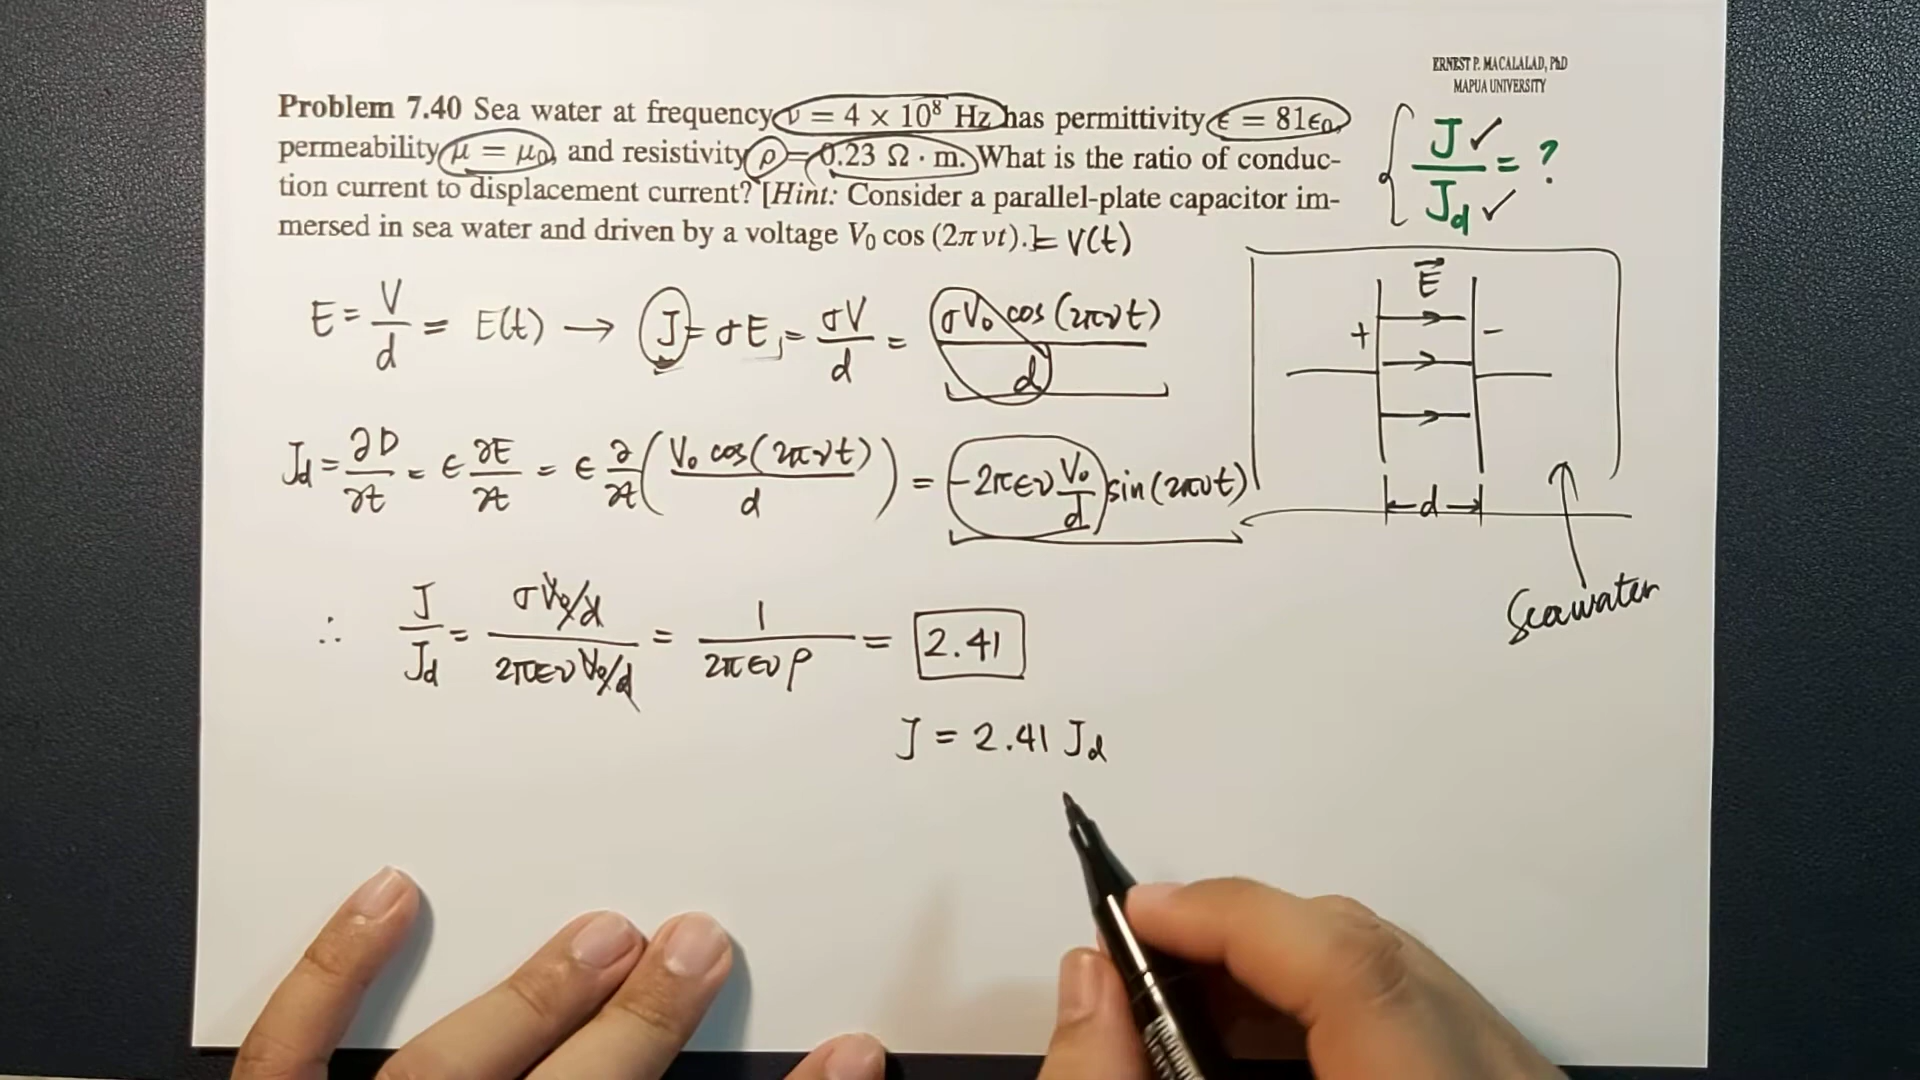 ERNEST P. MACALALAD, PhD
MAPUA UNIVERSITY
Problem 7.40 Sea water at frequency ν = 4 × 10⁸ Hz has permittivity ϵ = 81ϵ₀,
permeability μ = μ₀, and resistivity ρ = 0.23 Ω · m. What is the ratio of conduc-
tion current to displacement current? [Hint: Consider a parallel-plate capacitor im-
mersed in sea water and driven by a voltage V₀ cos (2π νt).] = V(t)
J ✓ / J_d ✓ = ?
E = V/d = E(t) → J = σE, = σV/d = σV₀ cos(2πνt) / d
J_d = ∂D/∂t = ϵ ∂E/∂t = ϵ ∂/∂t (V₀ cos(2πνt) / d) = -2πϵν V₀/d sin(2πνt)
E⃗
+ −
d
Seawater
∴ J/J_d = σV₀/d / 2πϵνV₀/d = 1 / 2πϵνρ = 2.41
J = 2.41 J_d